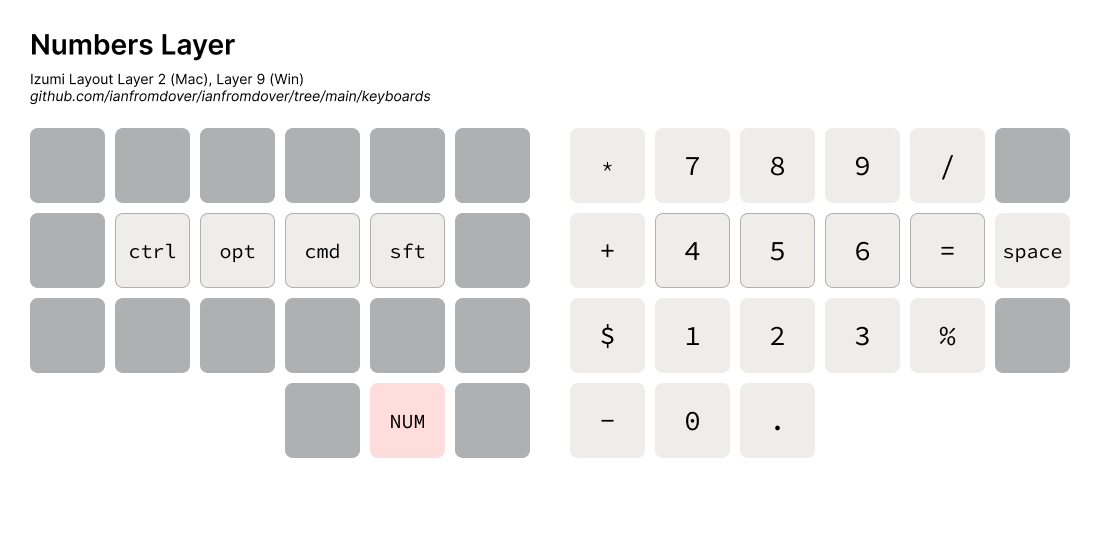 Numbers Layer
Izumi Layout Layer 2 (Mac), Layer 9 (Win)
github.com/ianfromdover/ianfromdover/tree/main/keyboards
* 7 8 9 /
ctrl opt cmd sft + 4 5 6 = space
$ 1 2 3 %
NUM - 0 .